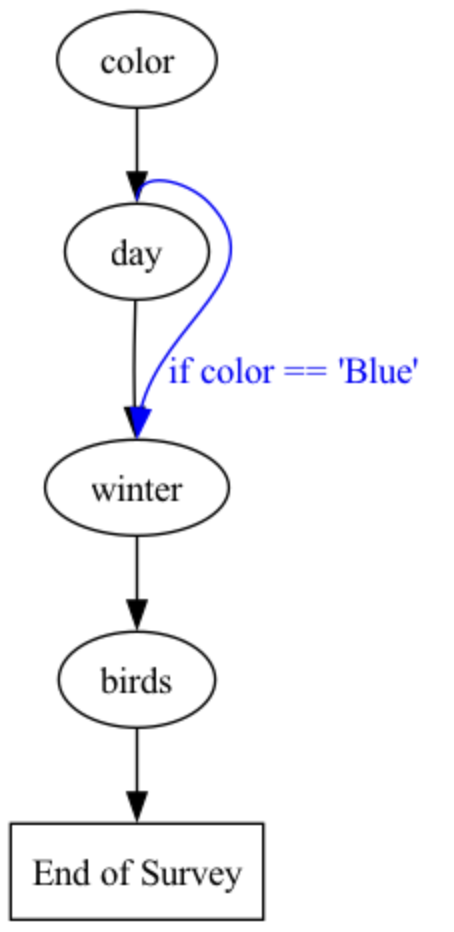 color
day
if color == 'Blue'
winter
birds
End of Survey